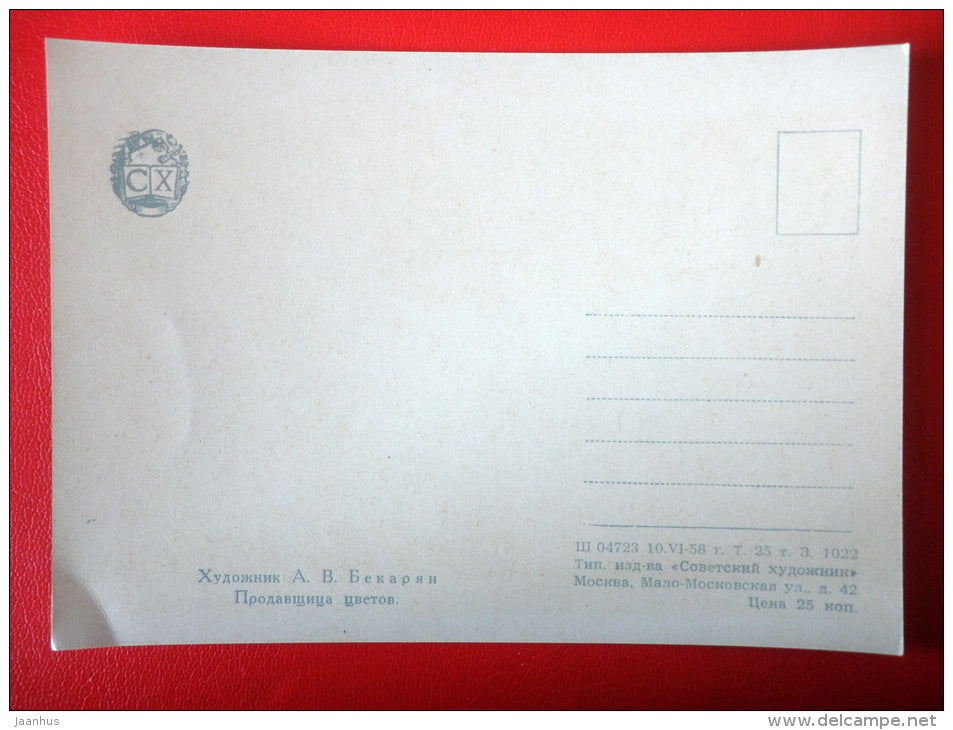 С Х
Художник А. В. Бекарян
Продавщица цветов.
Ш 04723 10.VI-58 г. Т. 25 т. З. 1022
Тип. изд-ва «Советский художник»
Москва, Мало-Московская ул., д. 42
Цена 25 коп.
jaanhus
www.delcampe.net